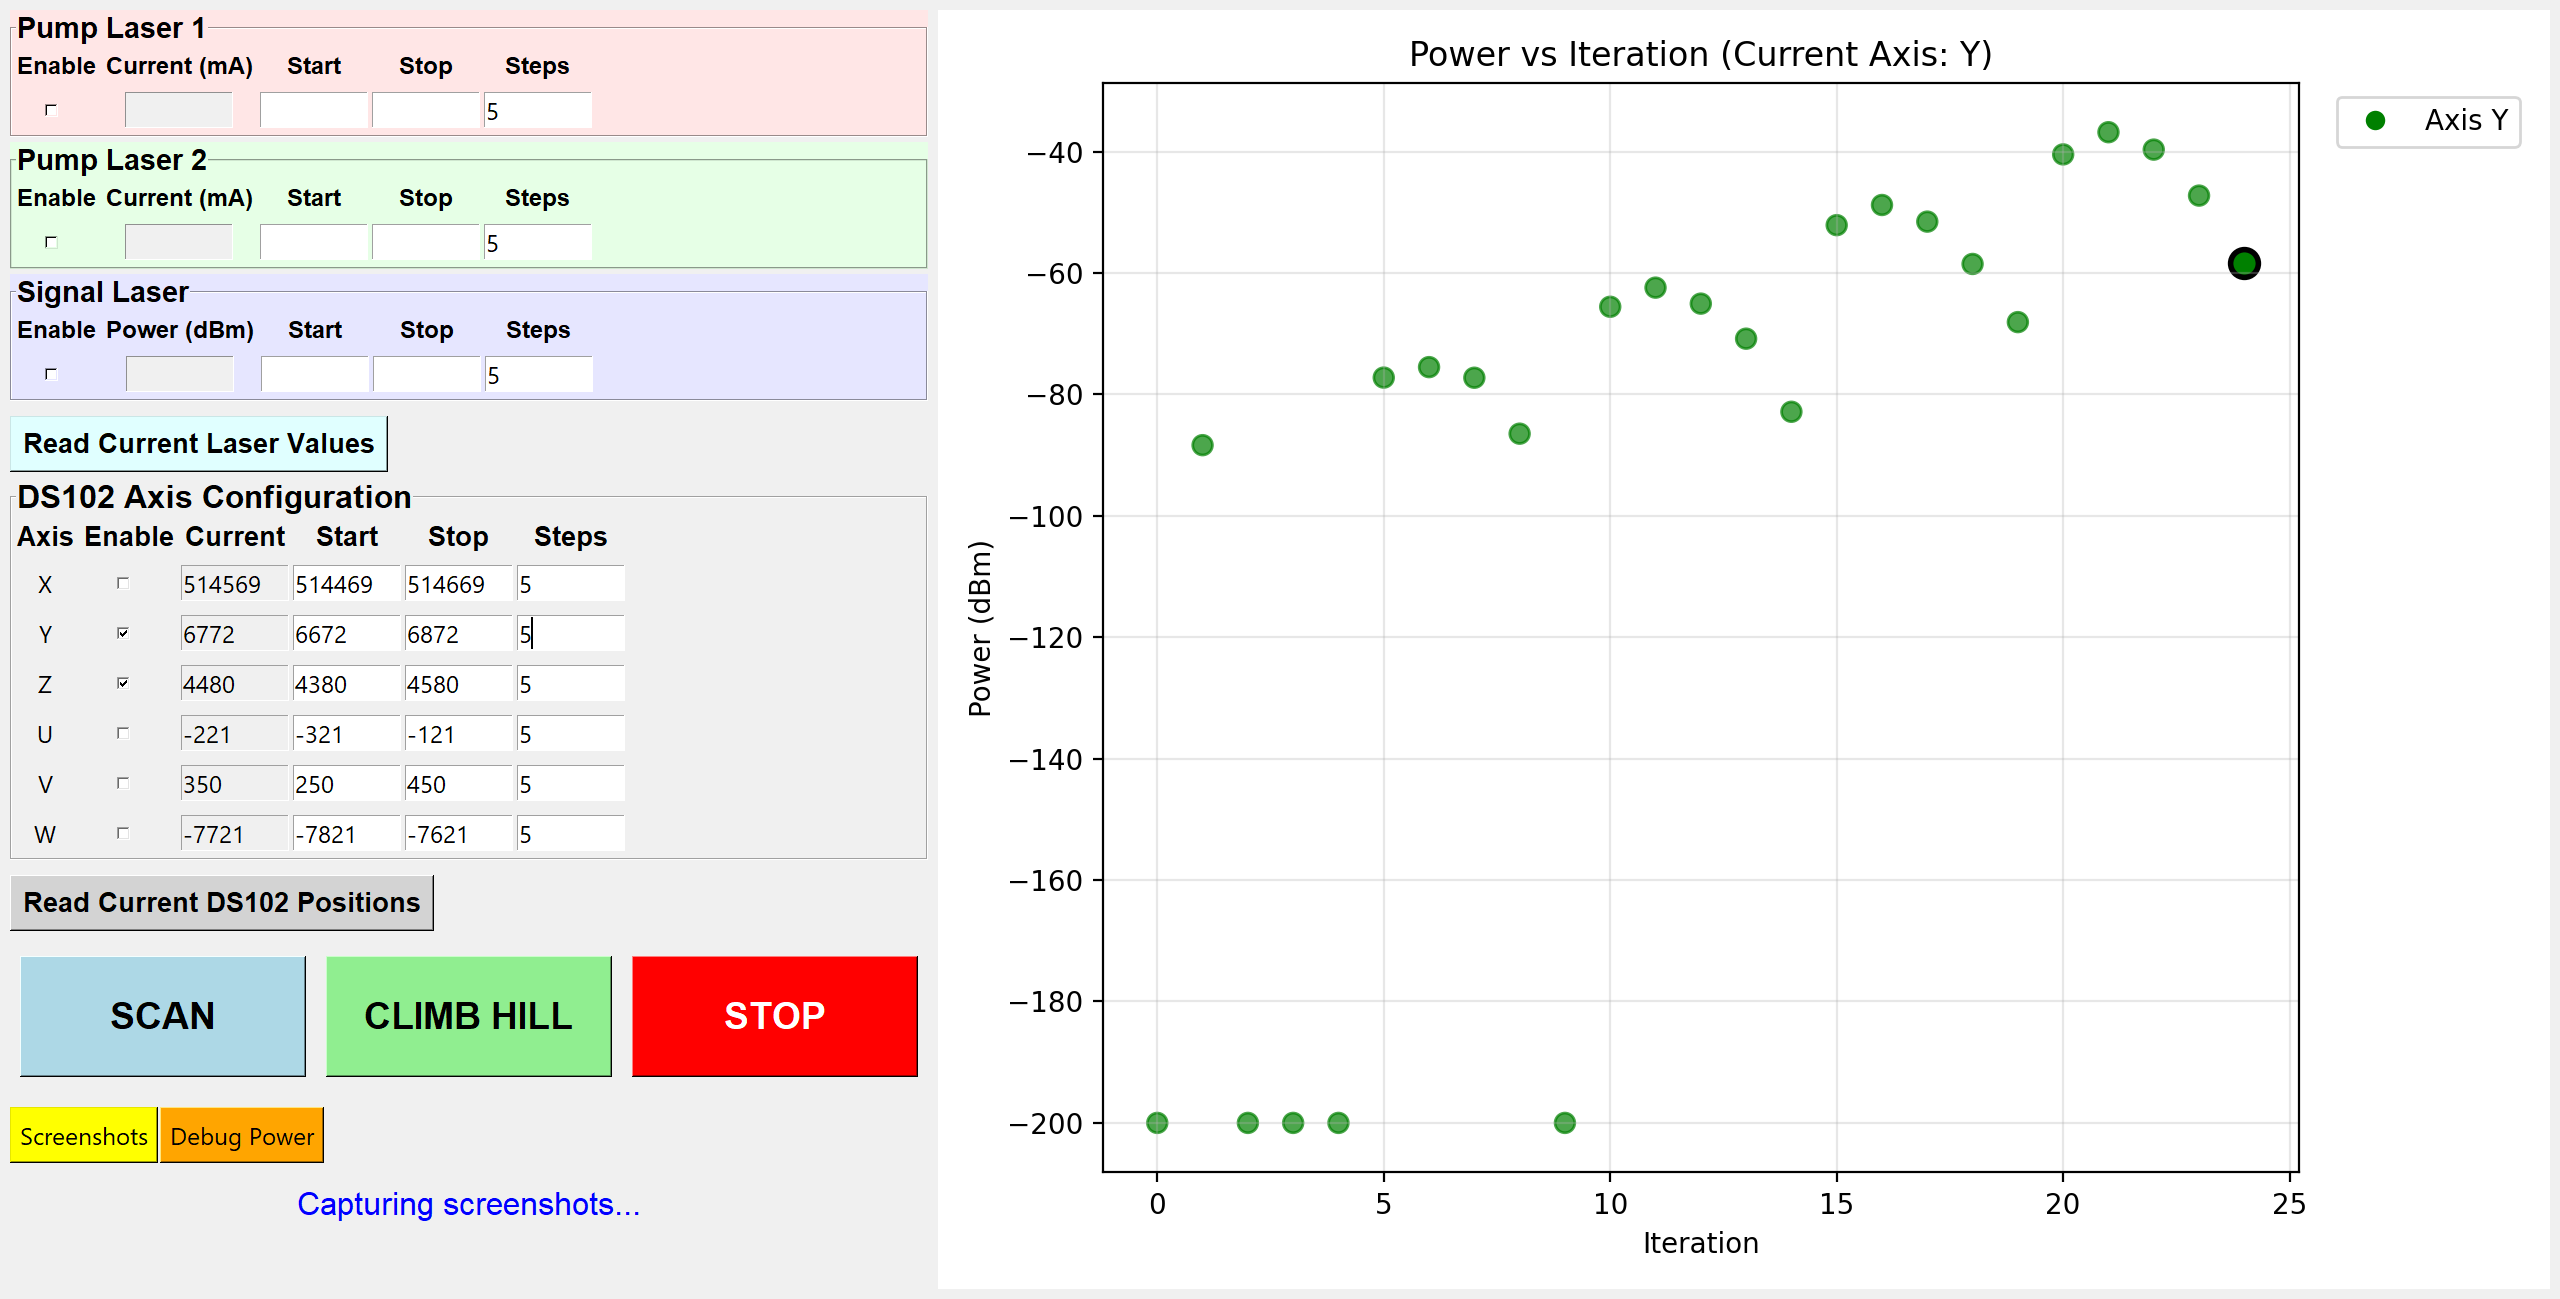 Pump Laser 1
Enable Current (mA) Start Stop Steps
5
Pump Laser 2
Enable Current (mA) Start Stop Steps
5
Signal Laser
Enable Power (dBm) Start Stop Steps
5
Read Current Laser Values
DS102 Axis Configuration
Axis Enable Current Start Stop Steps
X 514569 514469 514669 5
Y 6772 6672 6872 5
Z 4480 4380 4580 5
U -221 -321 -121 5
V 350 250 450 5
W -7721 -7821 -7621 5
Read Current DS102 Positions
SCAN CLIMB HILL STOP
Screenshots Debug Power
Capturing screenshots...
Power vs Iteration (Current Axis: Y)
Axis Y
Power (dBm)
−40
−60
−80
−100
−120
−140
−160
−180
−200
0 5 10 15 20 25
Iteration